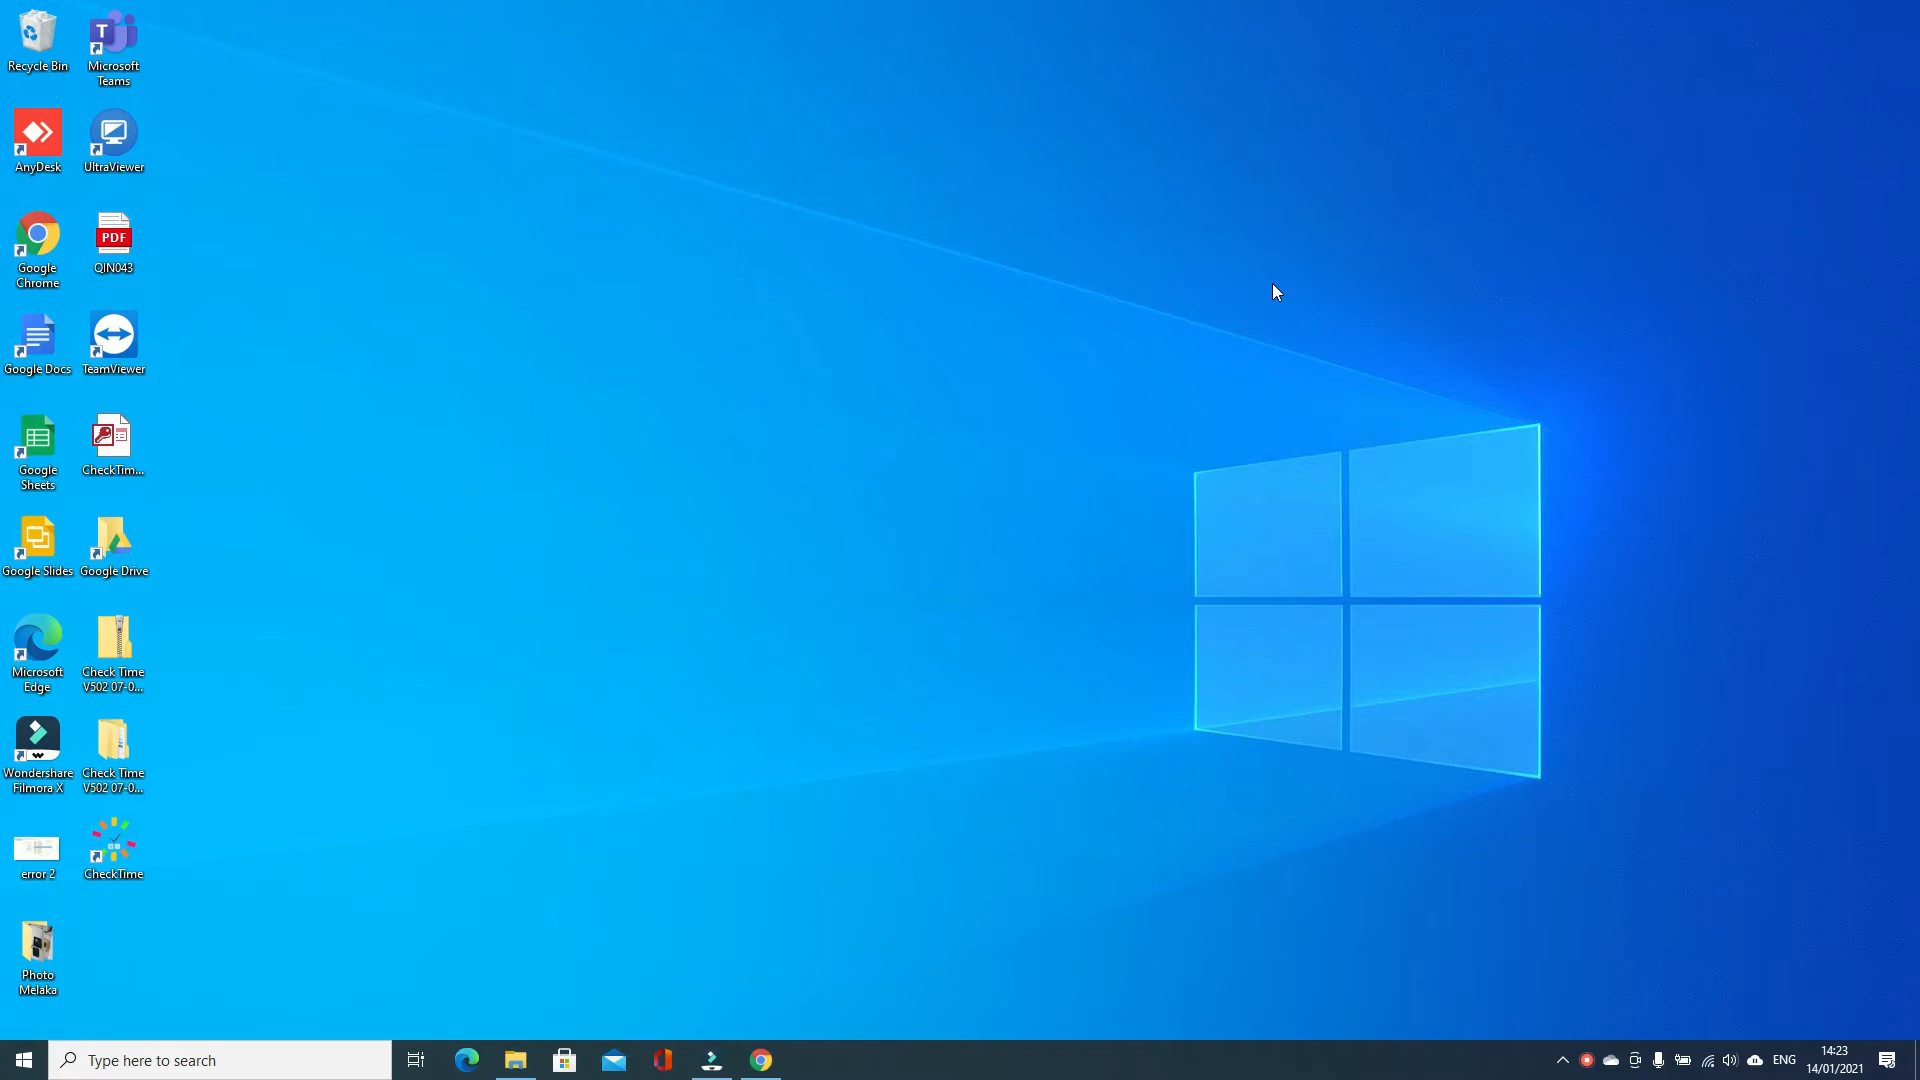 Recycle Bin
Microsoft
Teams
T
AnyDesk
UltraViewer
Google
Chrome
PDF
QIN043
Google Docs
TeamViewer
Google
Sheets
CheckTim...
Google Slides
Google Drive
Microsoft
Edge
Check Time
V502 07-0...
Wondershare
Filmora X
Check Time
V502 07-0...
error 2
CheckTime
Photo
Melaka
Type here to search
ENG
14:23
14/01/2021